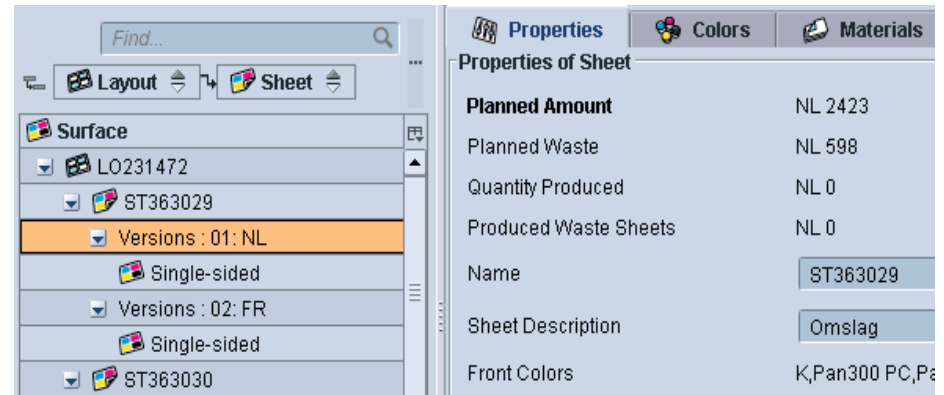 Find...
Layout Sheet
Surface
LO231472
ST363029
Versions : 01: NL
Single-sided
Versions : 02: FR
Single-sided
ST363030
Properties Colors Materials
Properties of Sheet
Planned Amount NL 2423
Planned Waste NL 598
Quantity Produced NL 0
Produced Waste Sheets NL 0
Name ST363029
Sheet Description Omslag
Front Colors K,Pan300 PC,Pa